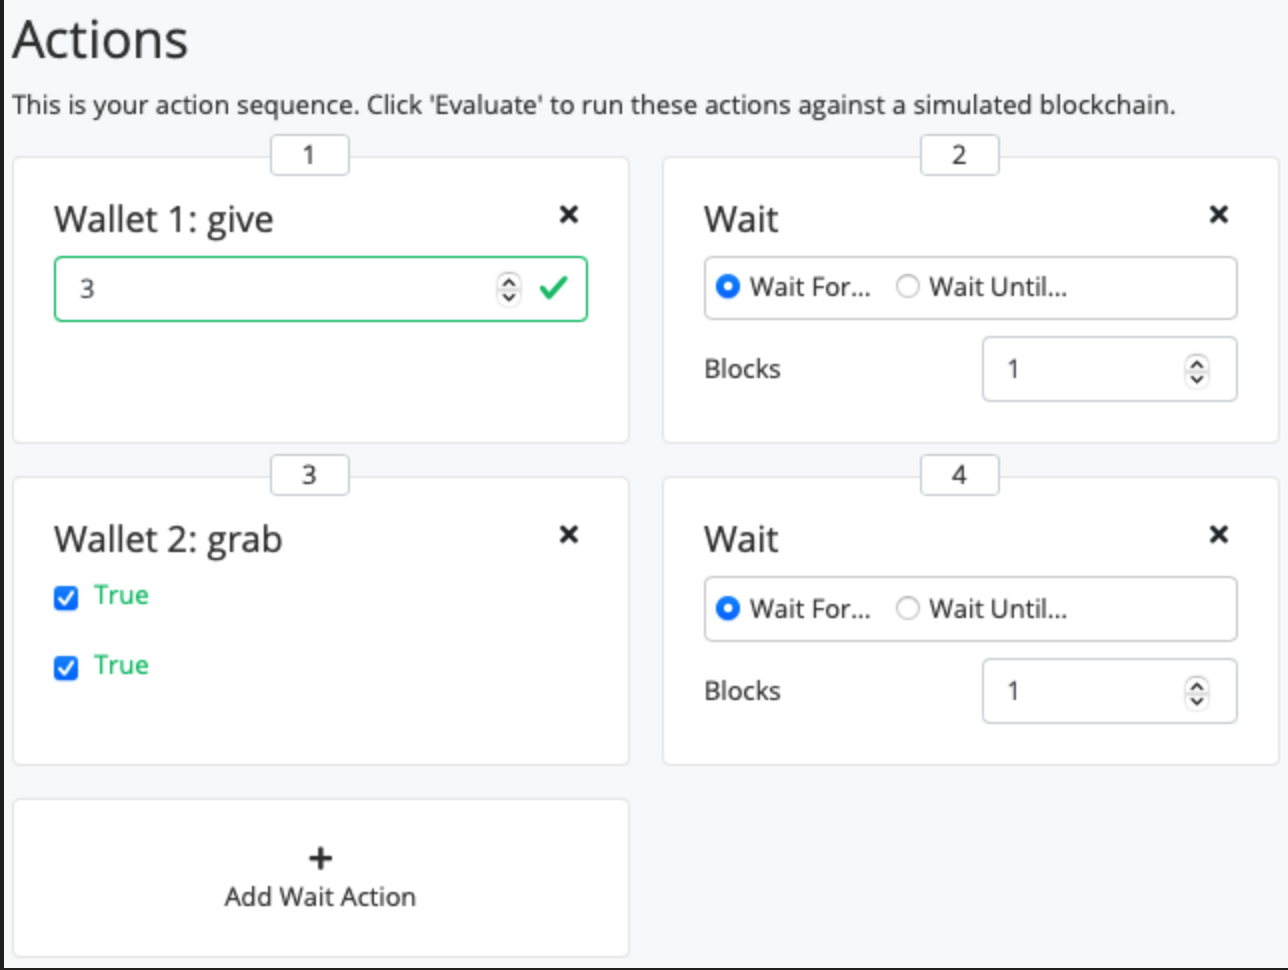 Actions
This is your action sequence. Click 'Evaluate' to run these actions against a simulated blockchain.
1
Wallet 1: give
3
2
Wait
Wait For... Wait Until...
Blocks 1
3
Wallet 2: grab
True
True
4
Wait
Wait For... Wait Until...
Blocks 1
Add Wait Action